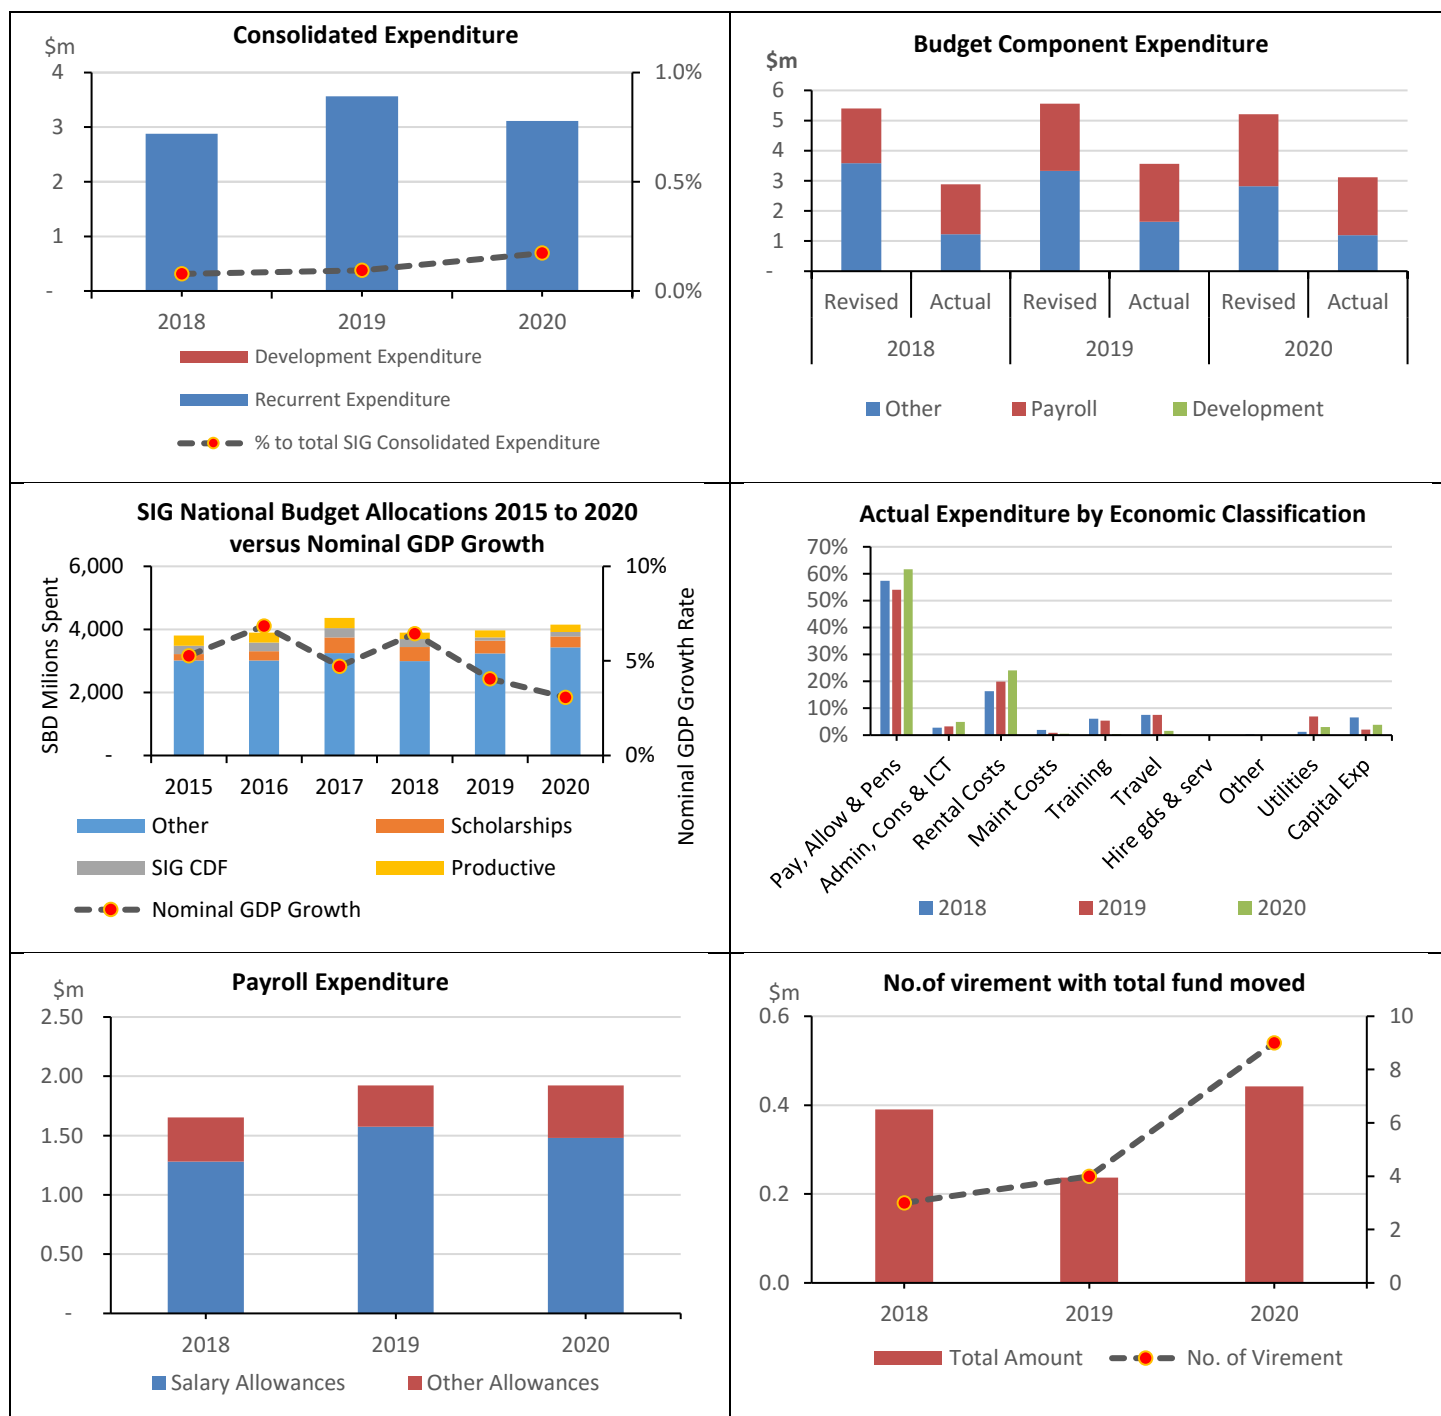 Consolidated Expenditure
$m
4
3
2
1
-
1.0%
0.5%
0.0%
2018 2019 2020
Development Expenditure
Recurrent Expenditure
% to total SIG Consolidated Expenditure
Budget Component Expenditure
$m
6
5
4
3
2
1
-
Revised Actual Revised Actual Revised Actual
2018 2019 2020
Other Payroll Development
SIG National Budget Allocations 2015 to 2020
versus Nominal GDP Growth
SBD Milions Spent
6,000
4,000
2,000
-
10%
5%
0%
Nominal GDP Growth Rate
2015 2016 2017 2018 2019 2020
Other Scholarships
SIG CDF Productive
Nominal GDP Growth
Actual Expenditure by Economic Classification
70%
60%
50%
40%
30%
20%
10%
0%
Pay, Allow & Pens
Admin, Cons & ICT
Rental Costs
Maint Costs
Training
Travel
Hire gds & serv
Other
Utilities
Capital Exp
2018 2019 2020
Payroll Expenditure
$m
2.50
2.00
1.50
1.00
0.50
-
2018 2019 2020
Salary Allowances Other Allowances
No.of virement with total fund moved
$m
0.6
0.4
0.2
0.0
10
8
6
4
2
0
2018 2019 2020
Total Amount No. of Virement